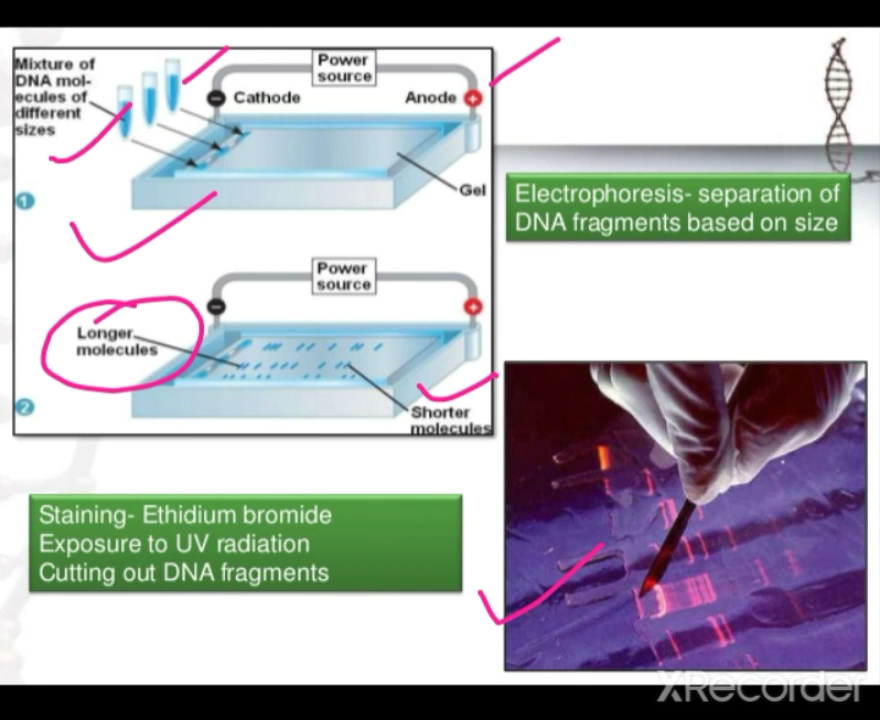 Mixture of
DNA mol-
ecules of
different
sizes
Power
source
Cathode
Anode
Gel
1
Electrophoresis- separation of
DNA fragments based on size
Power
source
Longer
molecules
Shorter
molecules
2
Staining- Ethidium bromide
Exposure to UV radiation
Cutting out DNA fragments
XRecorder